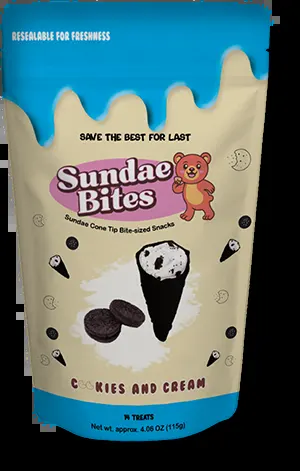 RESEALABLE FOR FRESHNESS
SAVE THE BEST FOR LAST
Sundae
Bites
Sundae Cone Tip Bite-sized Snacks
COOKIES AND CREAM
14 TREATS
Net weight. approx. 4.06 OZ (115g)